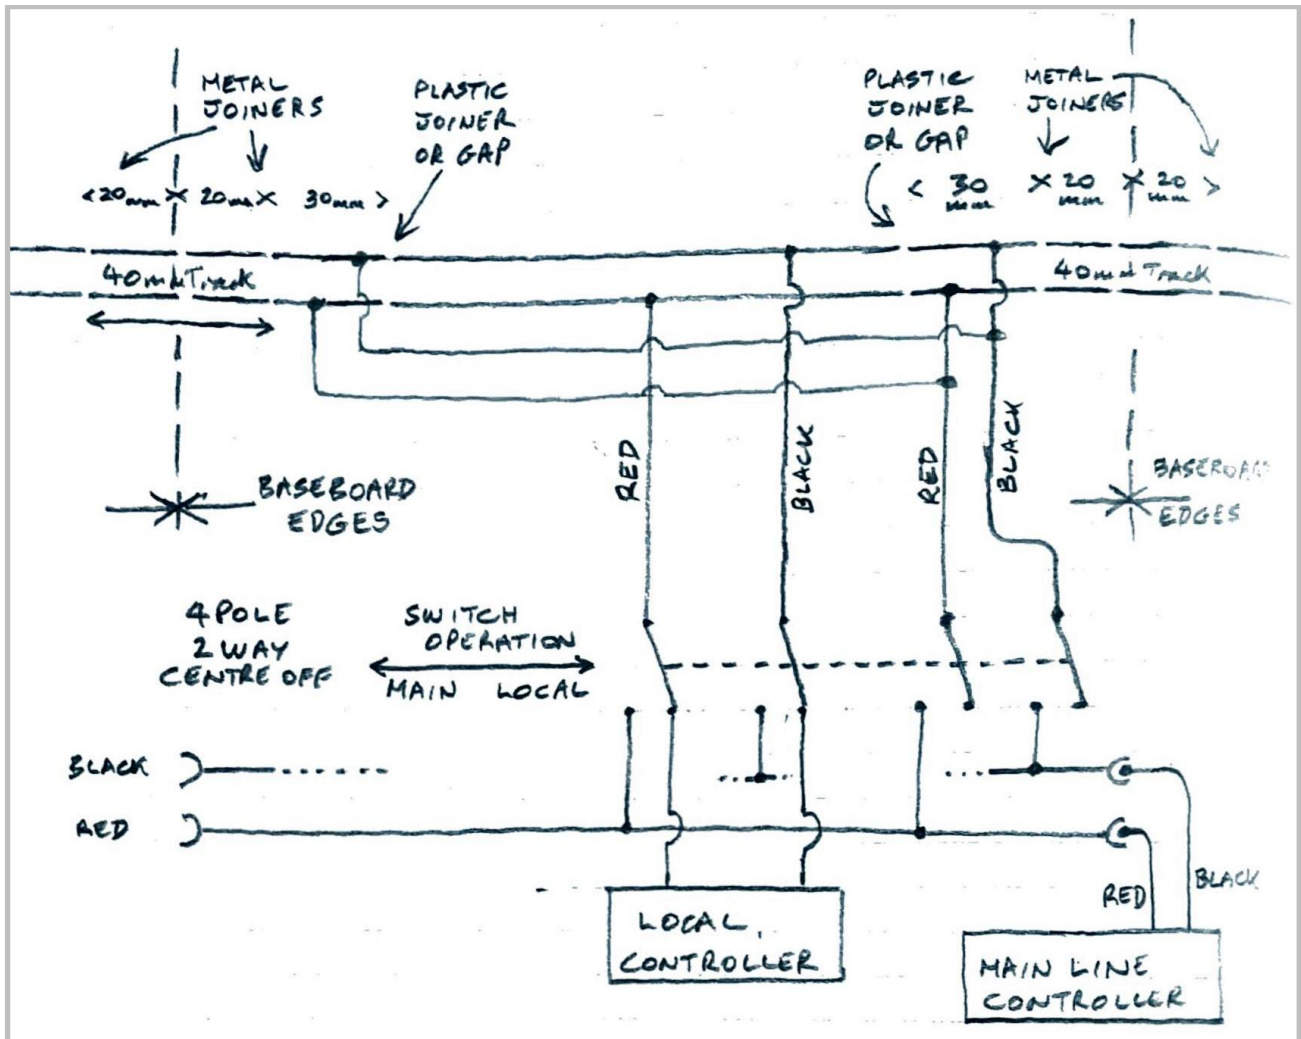 METAL
JOINERS
PLASTIC
JOINER
OR GAP
PLASTIC
JOINER
OR GAP
METAL
JOINERS
<20mm × 20mm × 30mm >
< 30 mm × 20 mm × 20 mm >
40mm Track
40mm Track
RED
BLACK
RED
BLACK
BASEBOARD
EDGES
BASEBOARD
EDGES
4 POLE
2 WAY
CENTRE OFF
SWITCH
OPERATION
MAIN LOCAL
BLACK
RED
RED
BLACK
LOCAL
CONTROLLER
MAIN LINE
CONTROLLER